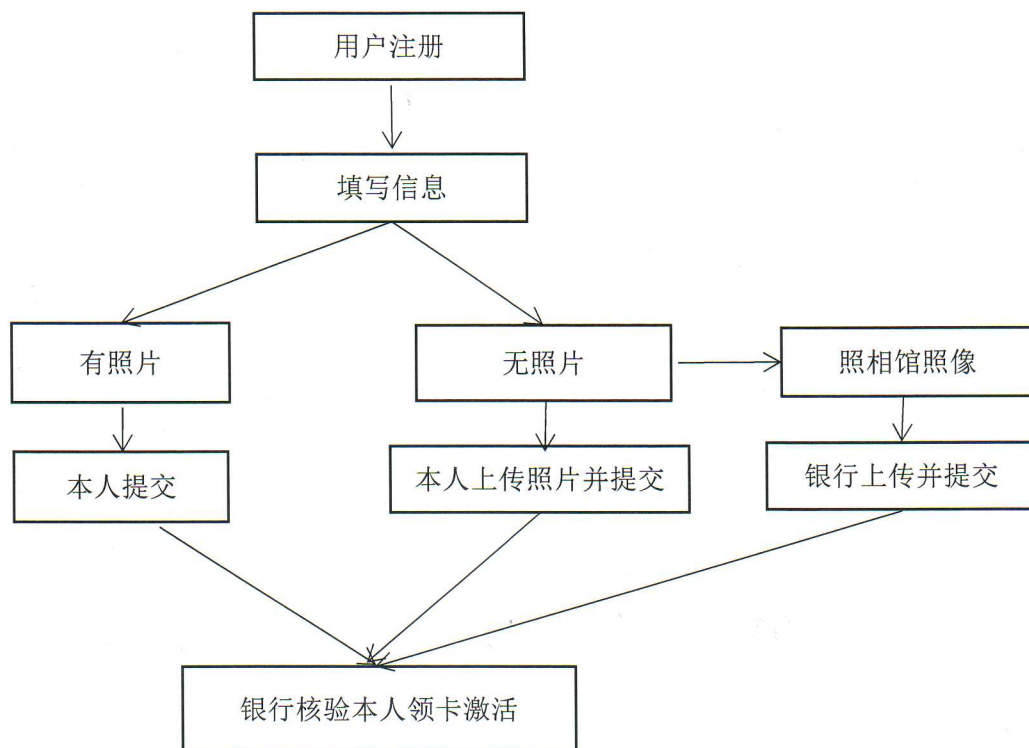 用户注册
填写信息
有照片
无照片
照相馆照像
本人提交
本人上传照片并提交
银行上传并提交
银行核验本人领卡激活